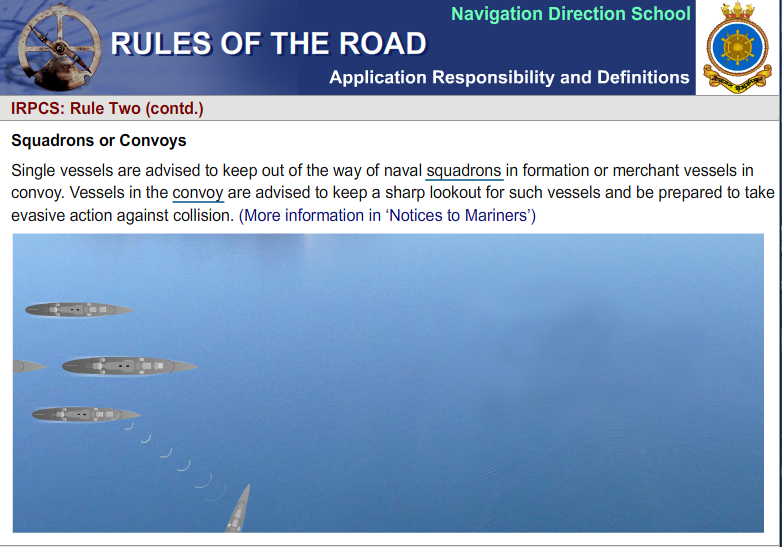 Navigation Direction School
RULES OF THE ROAD
Application Responsibility and Definitions
IRPCS: Rule Two (contd.)
Squadrons or Convoys
Single vessels are advised to keep out of the way of naval squadrons in formation or merchant vessels in
convoy. Vessels in the convoy are advised to keep a sharp lookout for such vessels and be prepared to take
evasive action against collision. (More information in ‘Notices to Mariners’)